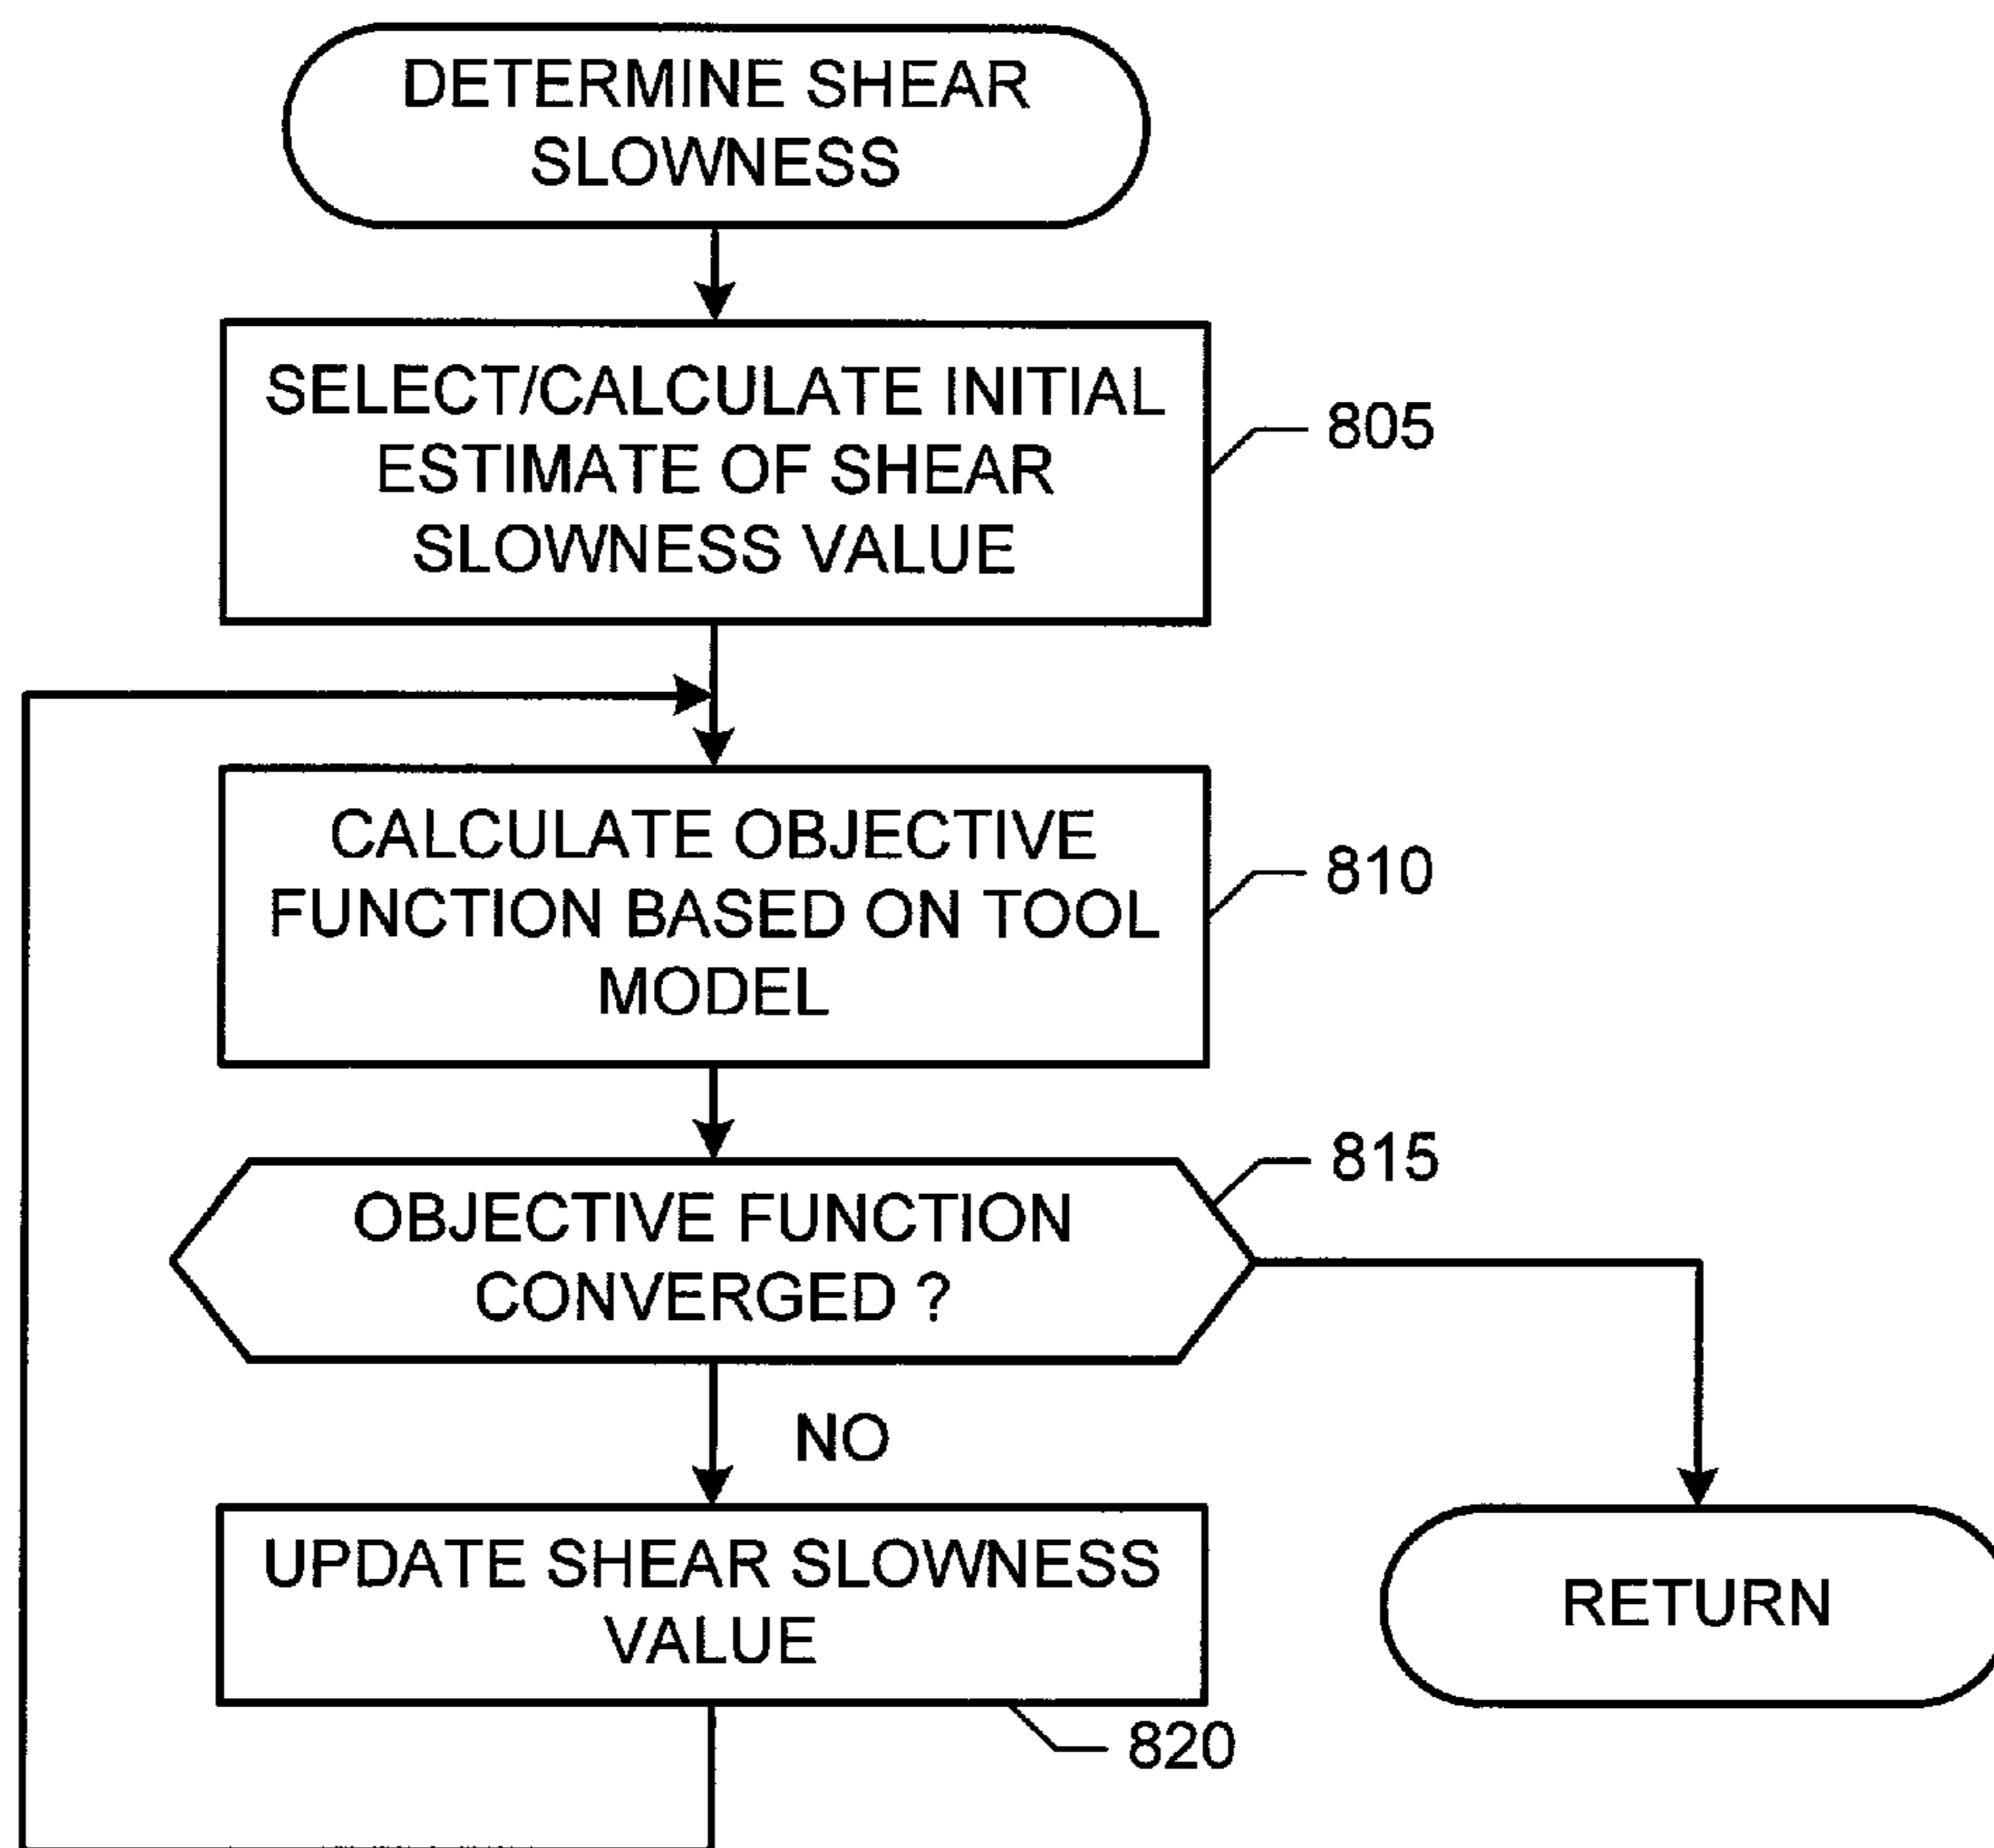 DETERMINE SHEAR
SLOWNESS
SELECT/CALCULATE INITIAL
ESTIMATE OF SHEAR
SLOWNESS VALUE
805
CALCULATE OBJECTIVE
FUNCTION BASED ON TOOL
MODEL
810
815
OBJECTIVE FUNCTION
CONVERGED ?
NO
UPDATE SHEAR SLOWNESS
VALUE
820
RETURN